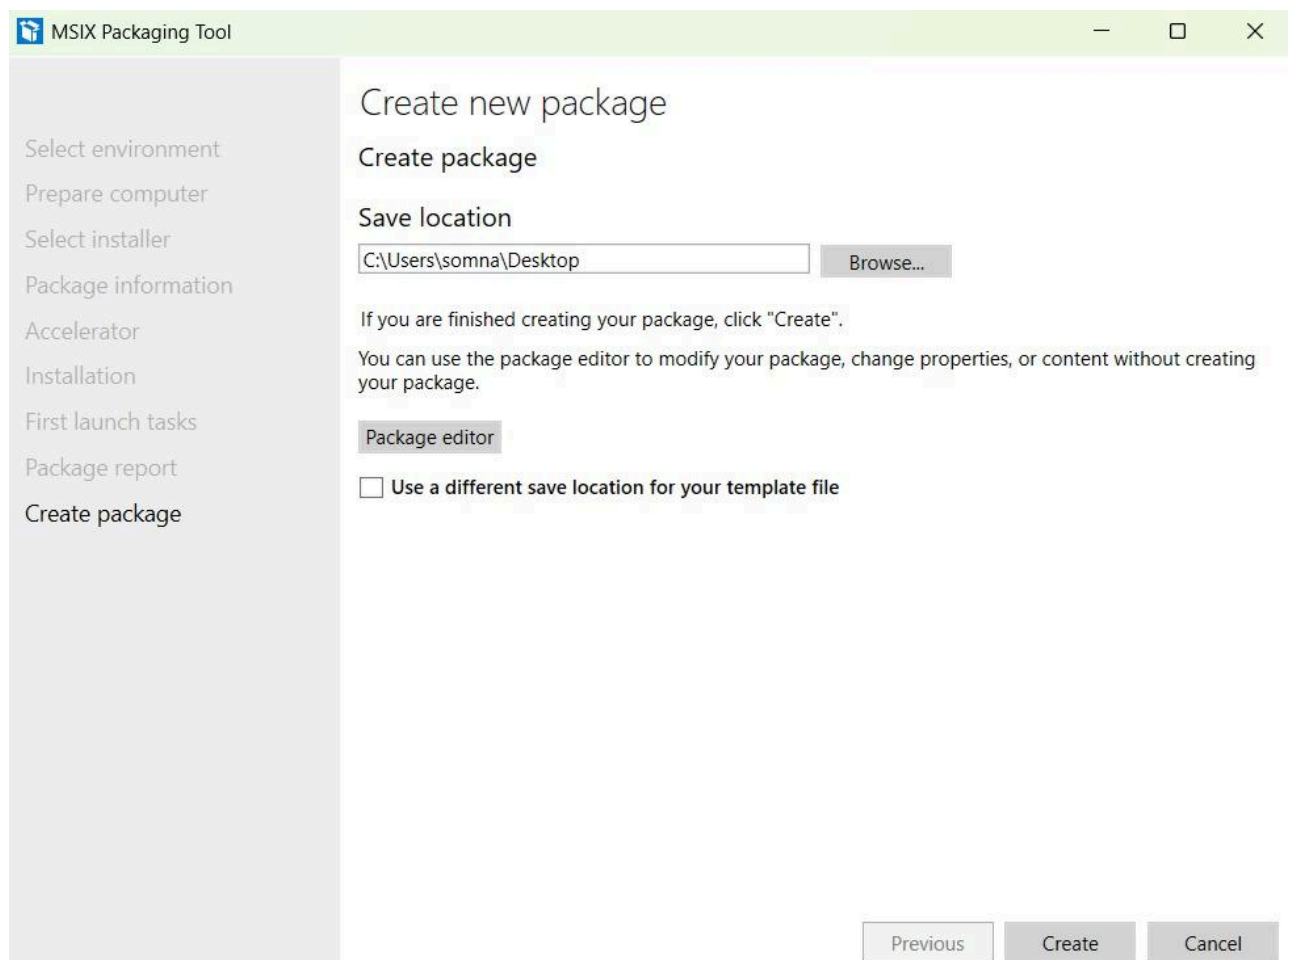 MSIX Packaging Tool
Select environment
Prepare computer
Select installer
Package information
Accelerator
Installation
First launch tasks
Package report
Create package
Create new package
Create package
Save location
C:\Users\somna\Desktop
Browse...
If you are finished creating your package, click "Create".
You can use the package editor to modify your package, change properties, or content without creating
your package.
Package editor
Use a different save location for your template file
Previous
Create
Cancel